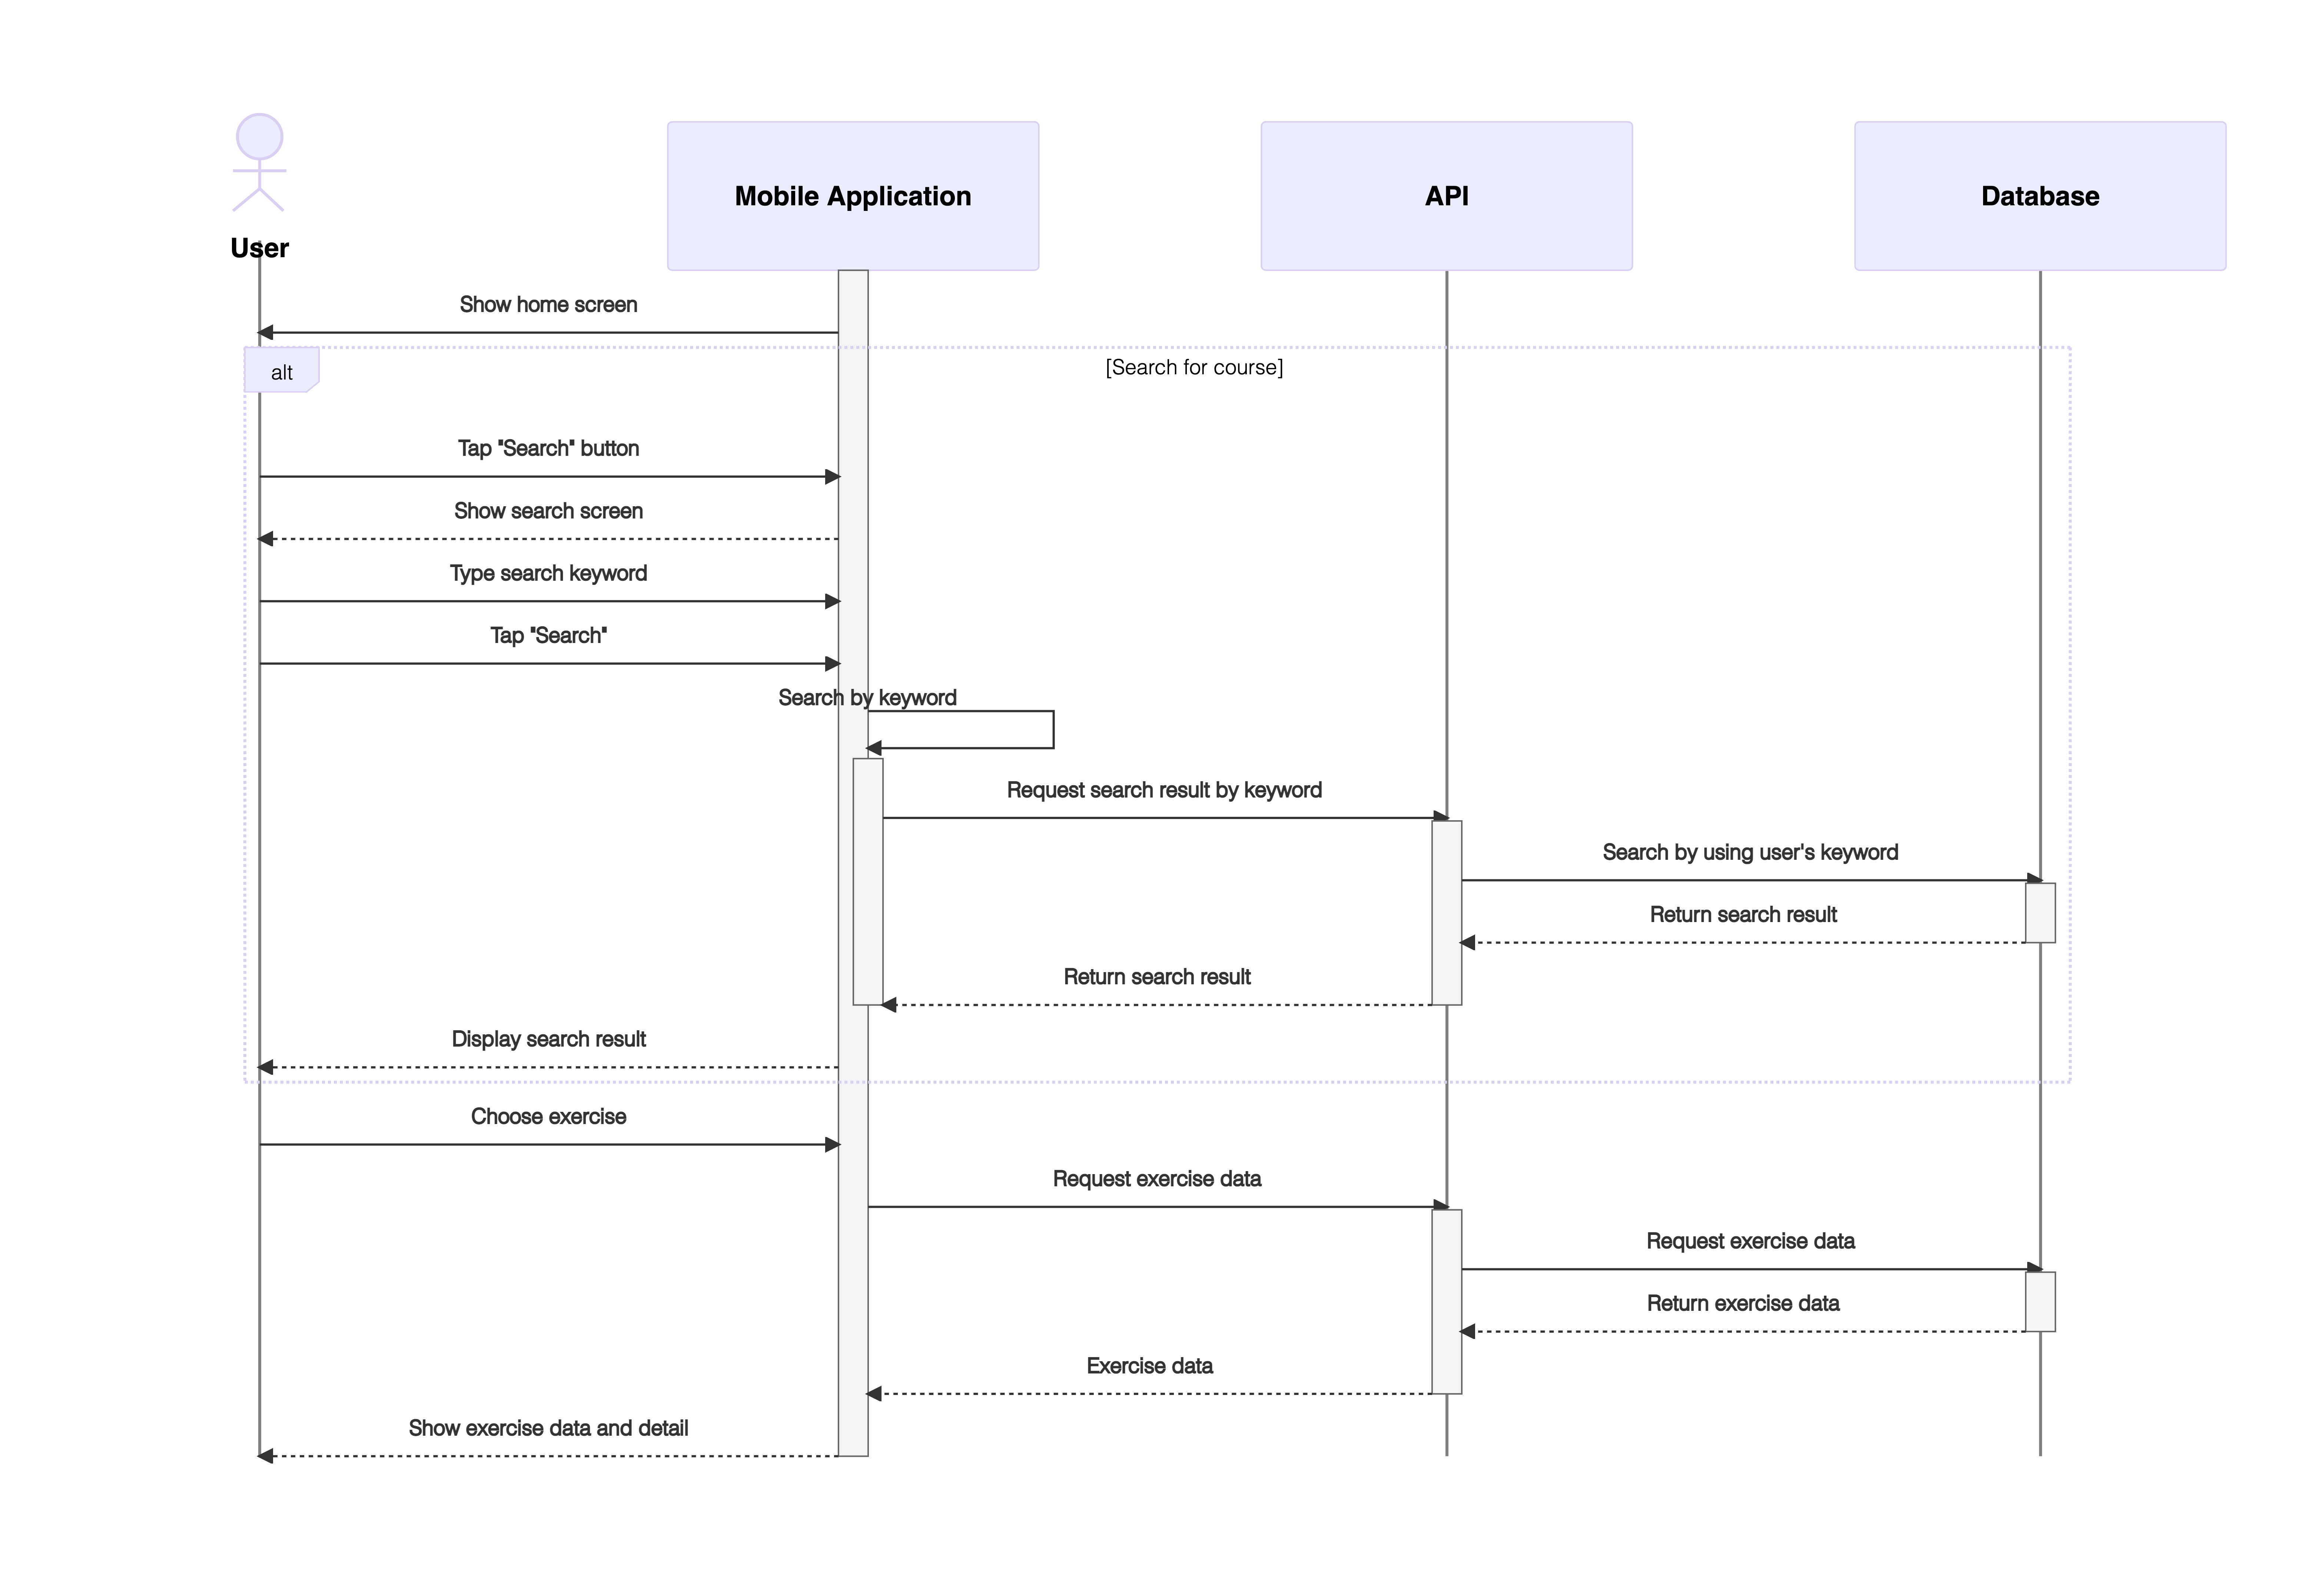 User
Mobile Application
API
Database
Show home screen
alt
[Search for course]
Tap "Search" button
Show search screen
Type search keyword
Tap "Search"
Search by keyword
Request search result by keyword
Search by using user's keyword
Return search result
Return search result
Display search result
Choose exercise
Request exercise data
Request exercise data
Return exercise data
Exercise data
Show exercise data and detail